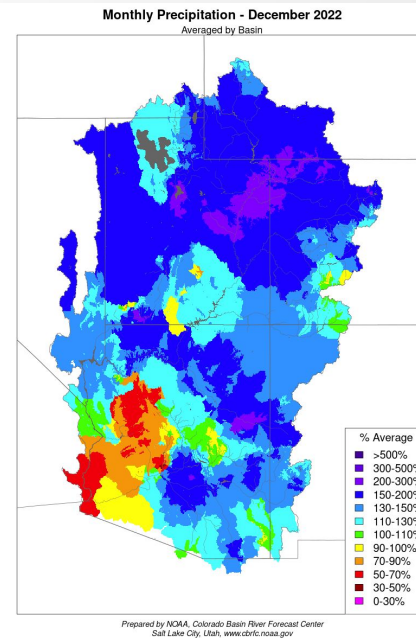 Monthly Precipitation - December 2022
Averaged by Basin
% Average
>500%
300-500%
200-300%
150-200%
130-150%
110-130%
100-110%
90-100%
70-90%
50-70%
30-50%
0-30%
Prepared by NOAA, Colorado Basin River Forecast Center
Salt Lake City, Utah, www.cbrfc.noaa.gov